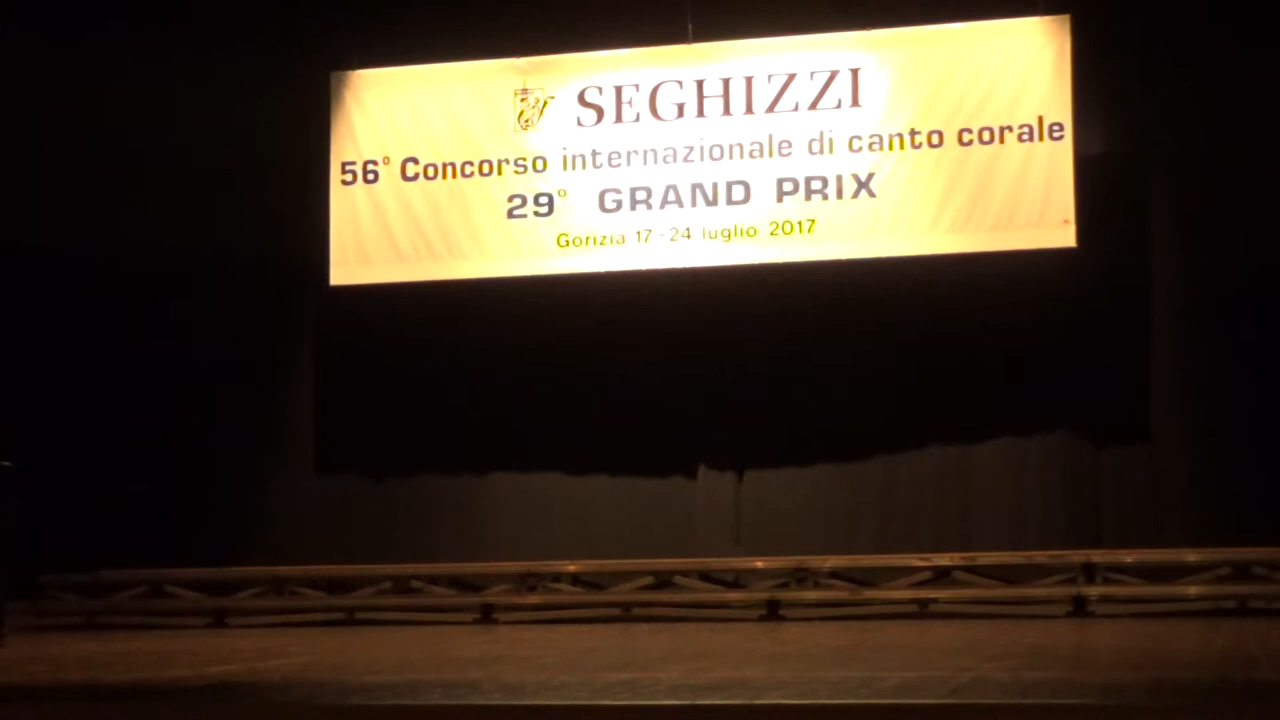 SEGHIZZI
56° Concorso internazionale di canto corale
29° GRAND PRIX
Gorizia 17 - 24 luglio 2017